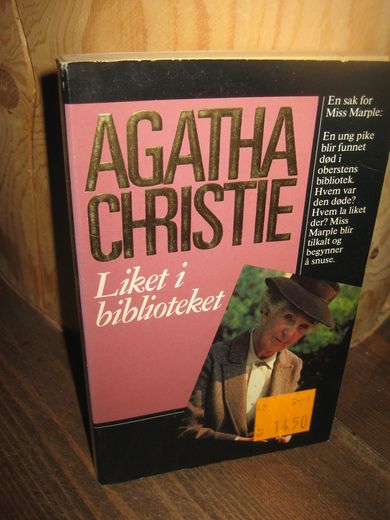 AGATHA
CHRISTIE
Liket i
biblioteket
En sak for
Miss Marple:
En ung pike
blir funnet
død i
oberstens
bibliotek.
Hvem var
den døde?
Hvem la liket
der? Miss
Marple blir
tilkalt og
begynner
å snuse.
14.50